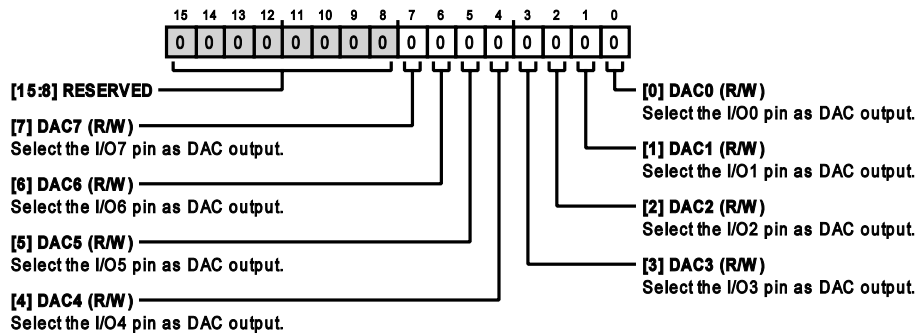 15 14 13 12 11 10 9 8 7 6 5 4 3 2 1 0
0 0 0 0 0 0 0 0 0 0 0 0 0 0 0 0
[15:8] RESERVED
[7] DAC7 (R/W)
Select the I/O7 pin as DAC output.
[6] DAC6 (R/W)
Select the I/O6 pin as DAC output.
[5] DAC5 (R/W)
Select the I/O5 pin as DAC output.
[4] DAC4 (R/W)
Select the I/O4 pin as DAC output.
[0] DAC0 (R/W)
Select the I/O0 pin as DAC output.
[1] DAC1 (R/W)
Select the I/O1 pin as DAC output.
[2] DAC2 (R/W)
Select the I/O2 pin as DAC output.
[3] DAC3 (R/W)
Select the I/O3 pin as DAC output.